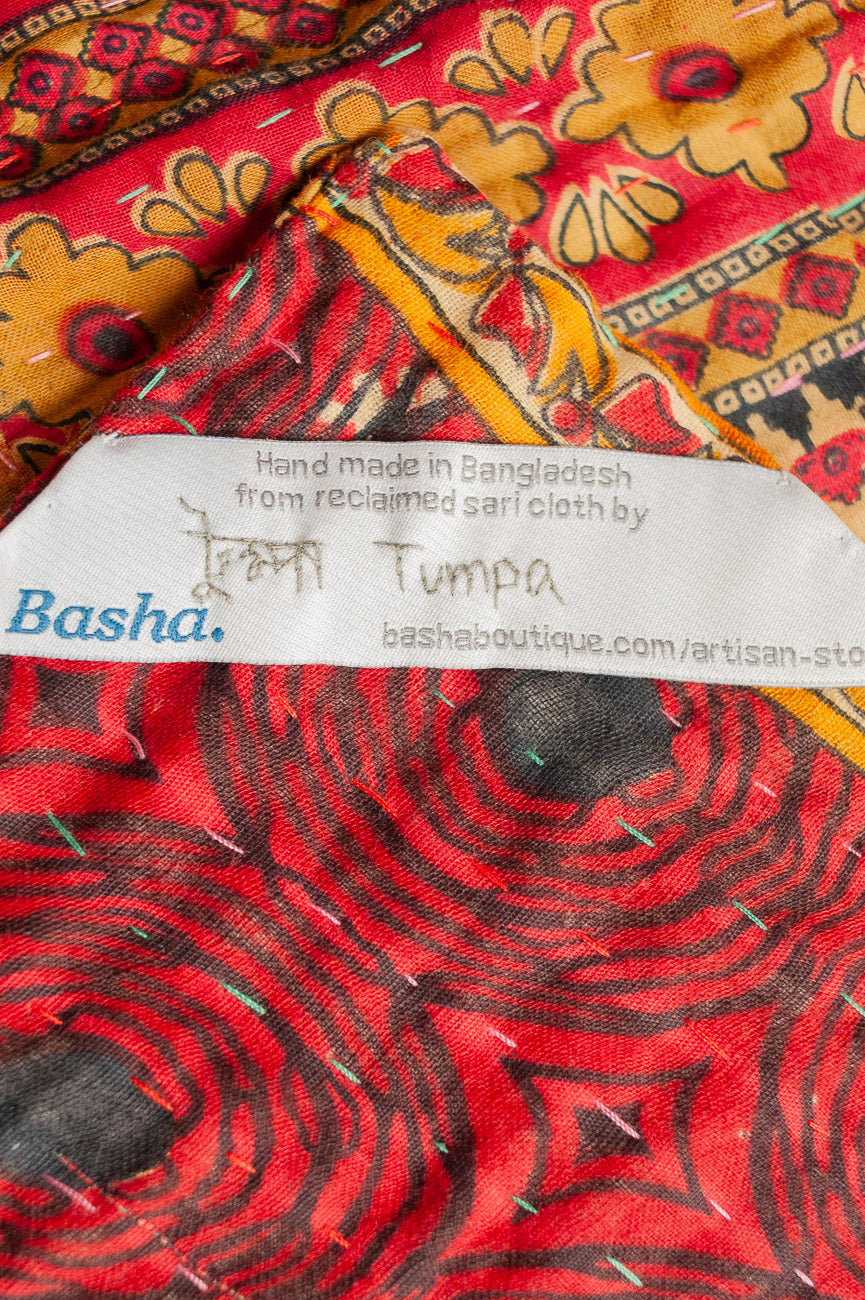 Hand made in Bangladesh
from reclaimed sari cloth by
টুম্পা Tumpa
Basha.
bashaboutique.com/artisan-sto